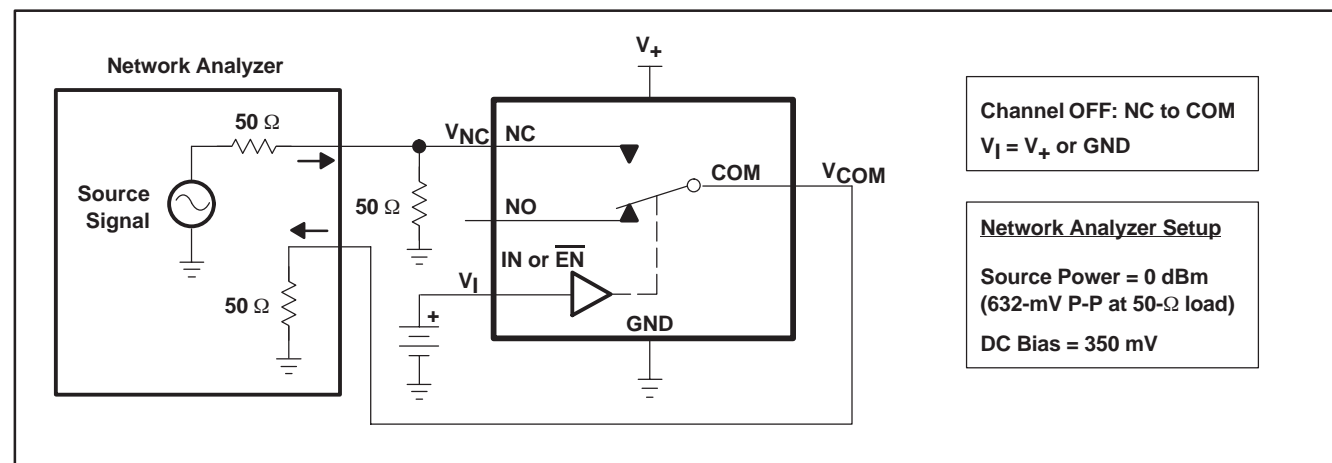 V+
Network Analyzer
50 Ω
VNC
NC
Channel OFF: NC to COM
VI = V+ or GND
COM
VCOM
Source
Signal
50 Ω
NO
Network Analyzer Setup
IN or E̅N̅
Source Power = 0 dBm
(632-mV P-P at 50-Ω load)
DC Bias = 350 mV
VI
50 Ω
+
GND